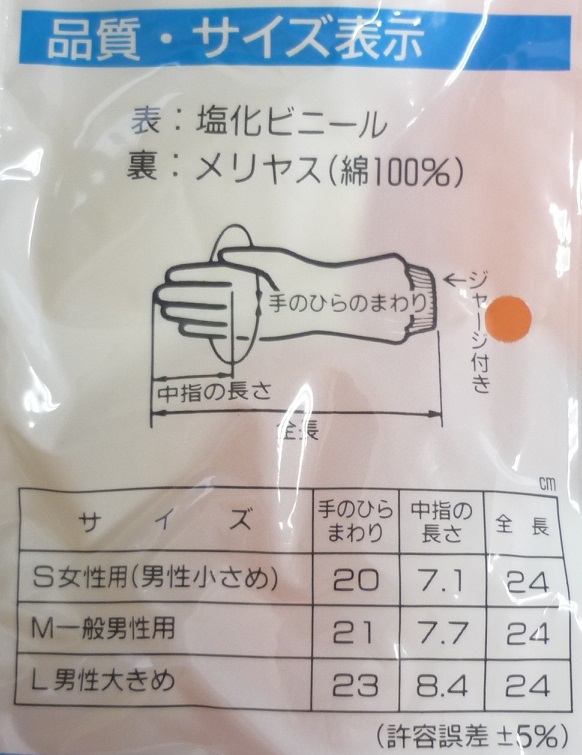 品質・サイズ表示
表：塩化ビニール
裏：メリヤス(綿100%)
手のひらのまわり
←ジャージ付き
中指の長さ
全長
cm
サイズ 手のひらまわり 中指の長さ 全長
S女性用(男性小さめ) 20 7.1 24
M一般男性用 21 7.7 24
L男性大きめ 23 8.4 24
(許容誤差±5%)